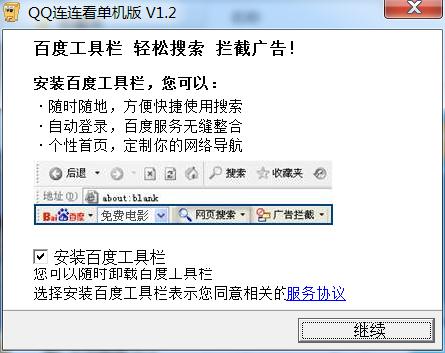 QQ连连看单机版 V1.2
百度工具栏 轻松搜索 拦截广告!
安装百度工具栏，您可以:
·随时随地，方便快捷使用搜索
·自动登录，百度服务无缝整合
·个性首页，定制你的网络导航
后退 搜索 收藏夹
地址(D) about:blank
Bai百度 免费电影 网页搜索 广告拦截
安装百度工具栏
您可以随时卸载百度工具栏
选择安装百度工具栏表示您同意相关的服务协议
继续